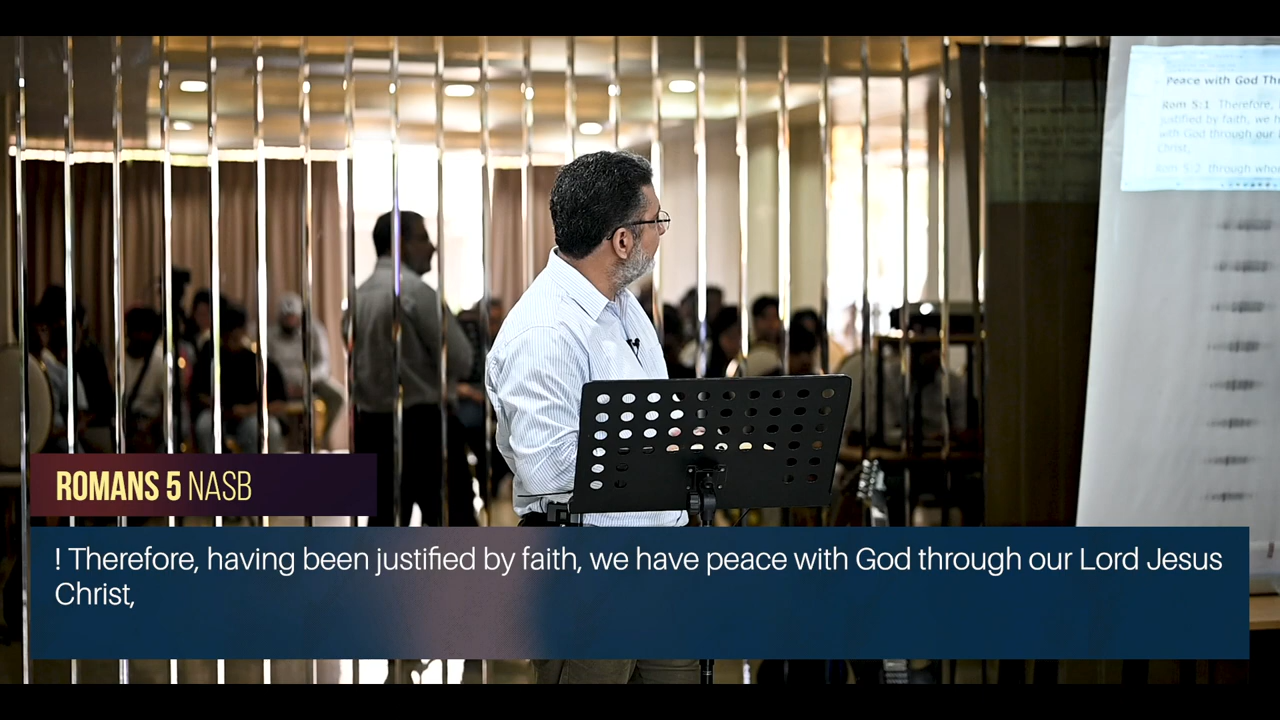 Peace with God Thr
Rom 5:1 Therefore,
justified by faith, we h
with God through our
Christ,
Rom 5:2 through whom
ROMANS 5 NASB
! Therefore, having been justified by faith, we have peace with God through our Lord Jesus
Christ,